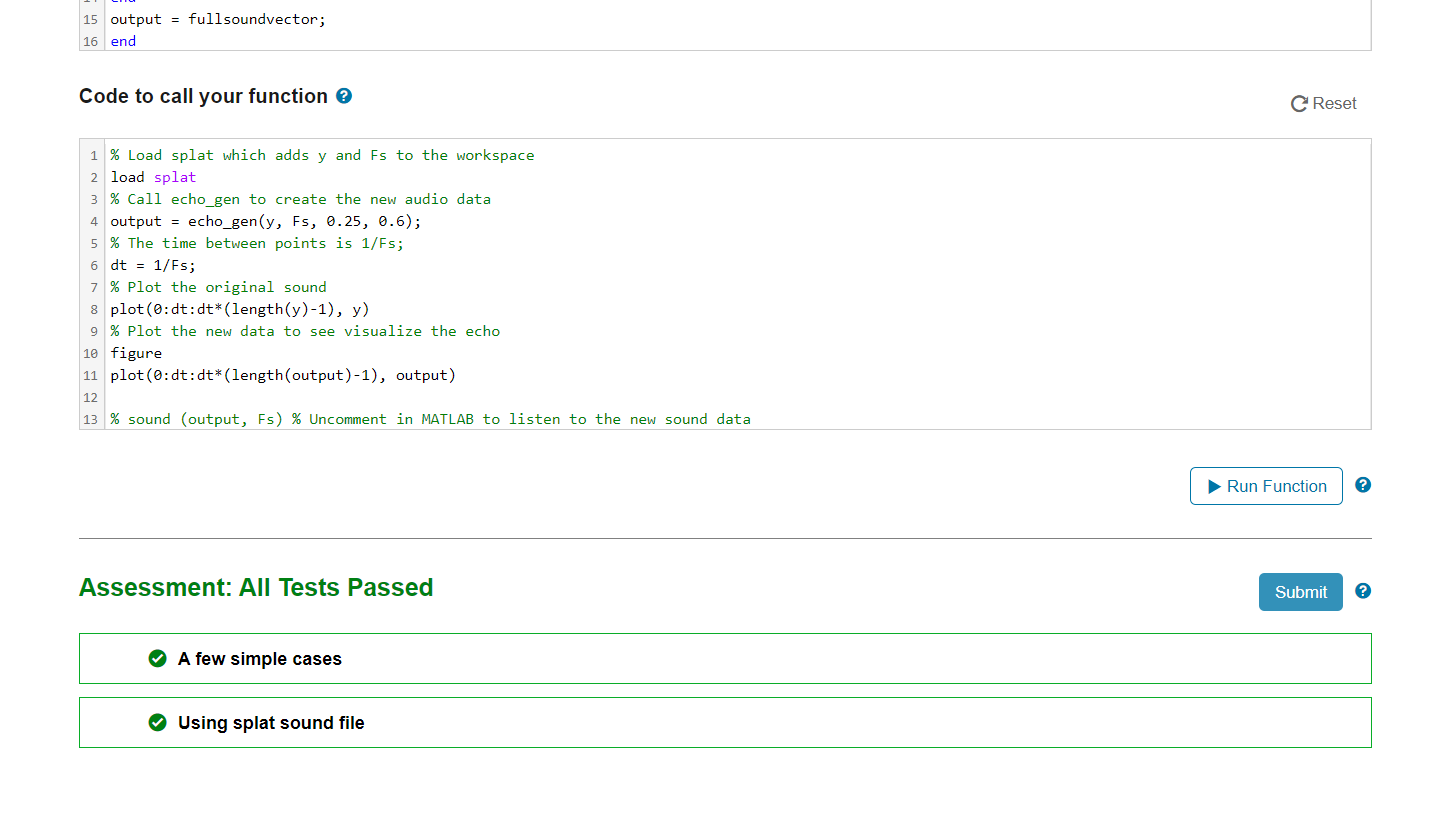 14 end
15 output = fullsoundvector;
16 end
Code to call your function ?
Reset
1 % Load splat which adds y and Fs to the workspace
2 load splat
3 % Call echo_gen to create the new audio data
4 output = echo_gen(y, Fs, 0.25, 0.6);
5 % The time between points is 1/Fs;
6 dt = 1/Fs;
7 % Plot the original sound
8 plot(0:dt:dt*(length(y)-1), y)
9 % Plot the new data to see visualize the echo
10 figure
11 plot(0:dt:dt*(length(output)-1), output)
12
13 % sound (output, Fs) % Uncomment in MATLAB to listen to the new sound data
Run Function ?
Assessment: All Tests Passed
Submit ?
A few simple cases
Using splat sound file